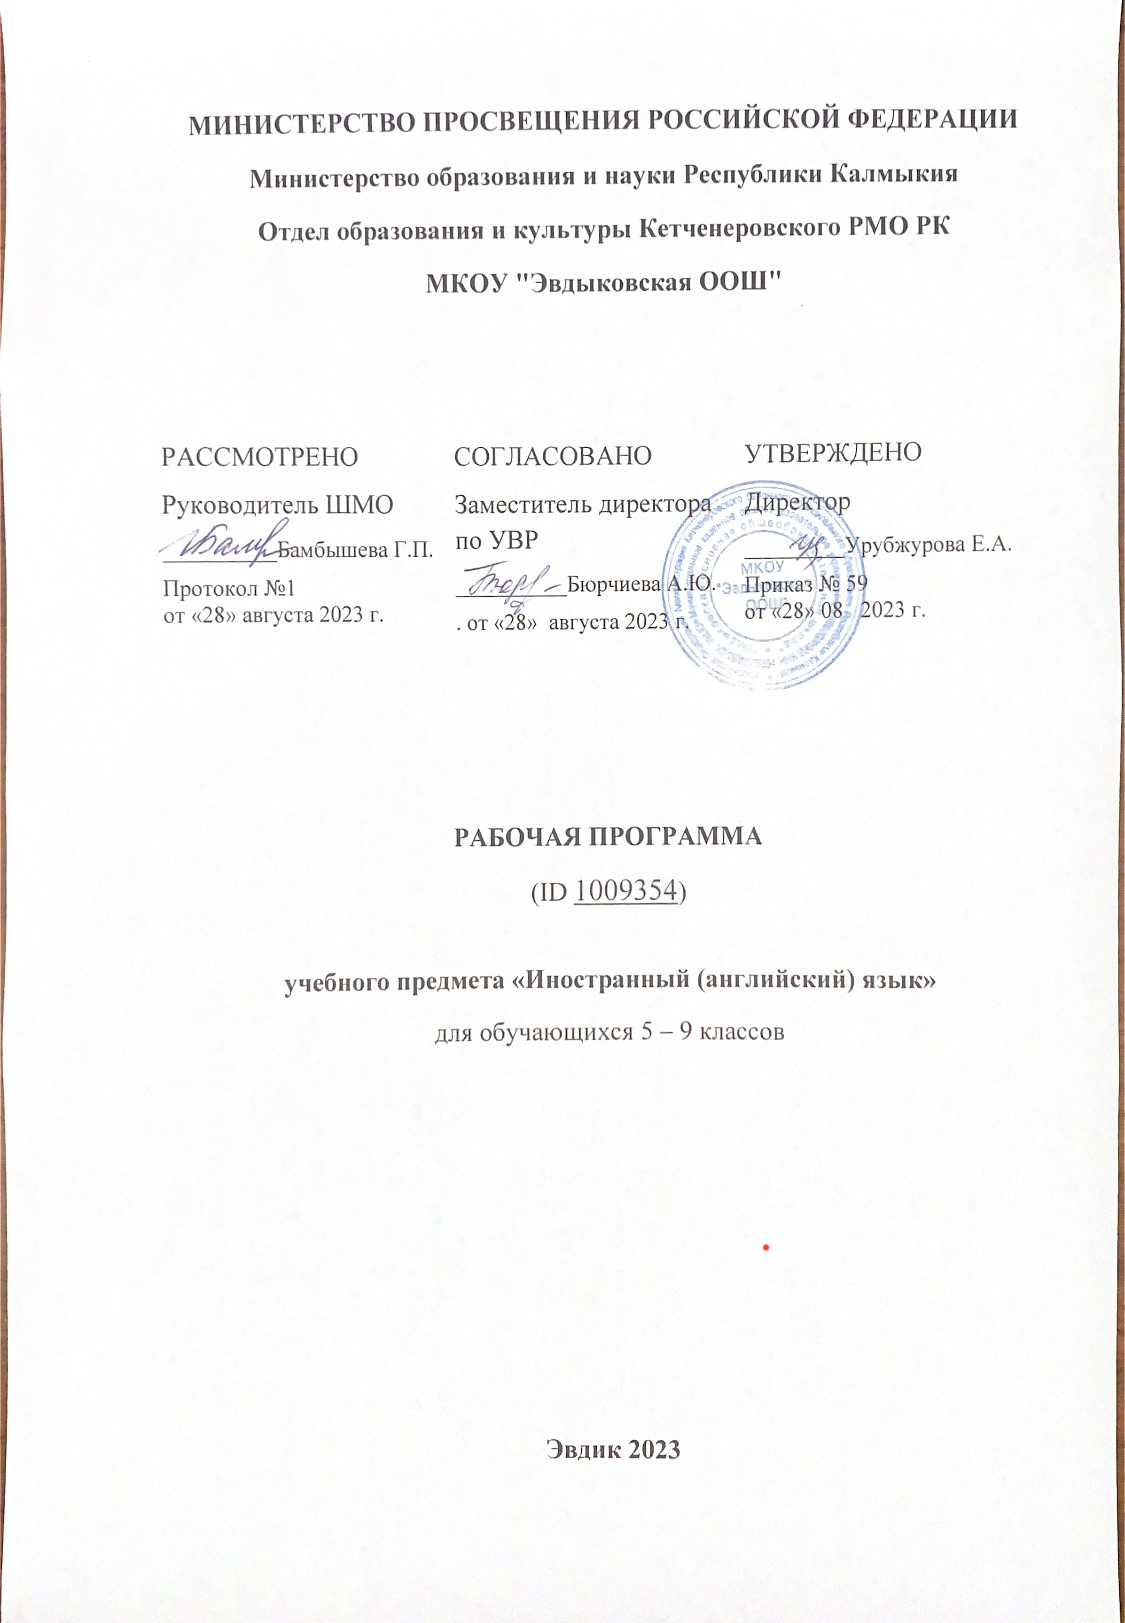 МИНИСТЕРСТВО ПРОСВЕЩЕНИЯ РОССИЙСКОЙ ФЕДЕРАЦИИ
Министерство образования и науки Республики Калмыкия
Отдел образования и культуры Кетченеровского РМО РК
МКОУ "Эвдыковская ООШ"
РАССМОТРЕНО
Руководитель ШМО
Бамбышева Г.П.
Протокол №1
от «28» августа 2023 г.
СОГЛАСОВАНО
Заместитель директора
по УВР
Бюрчиева А.Ю.
. от «28» августа 2023 г.
УТВЕРЖДЕНО
Директор
Урубжурова Е.А.
Приказ № 59
от «28» 08 2023 г.
МКОУ
ООШ"
РАБОЧАЯ ПРОГРАММА
(ID 1009354)
учебного предмета «Иностранный (английский) язык»
для обучающихся 5 – 9 классов
Эвдик 2023